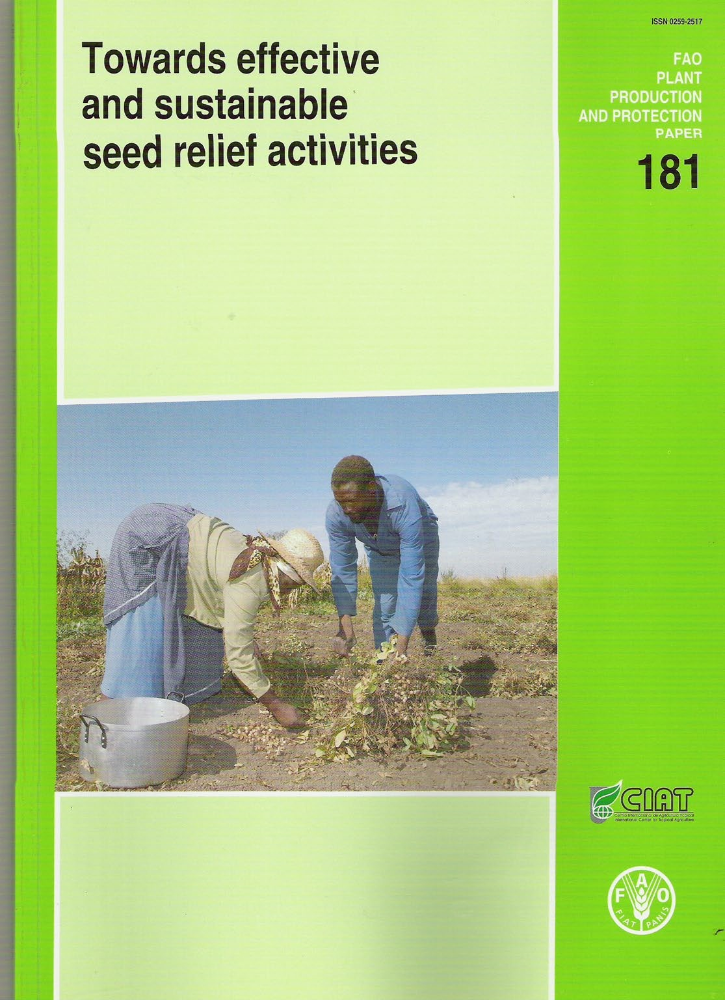 ISSN 0259-2517
Towards effective
and sustainable
seed relief activities
FAO
PLANT
PRODUCTION
AND PROTECTION
PAPER
181
CIAT
Centro Internacional de Agricultura Tropical
International Center for Tropical Agriculture
F A O
FIAT PANIS